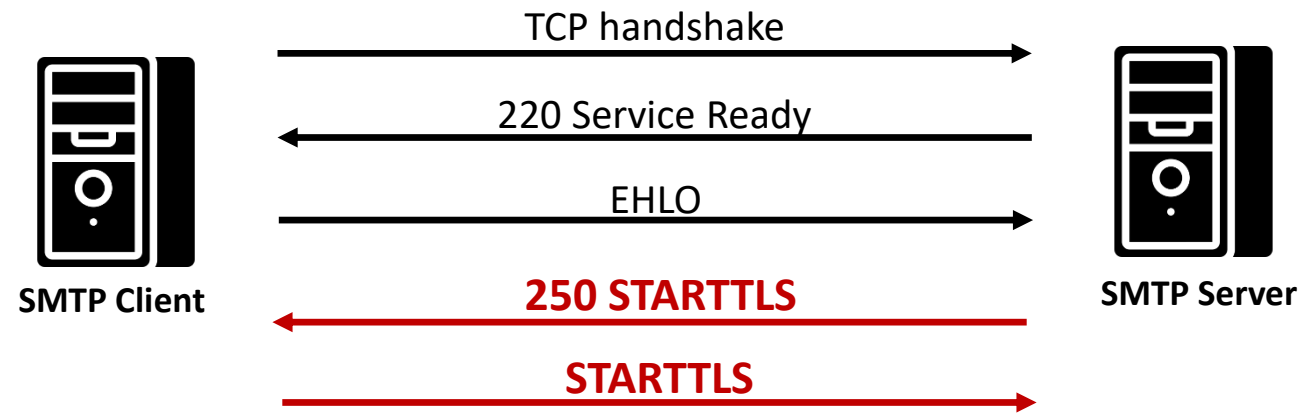 TCP handshake
220 Service Ready
EHLO
250 STARTTLS
STARTTLS
SMTP Client
SMTP Server